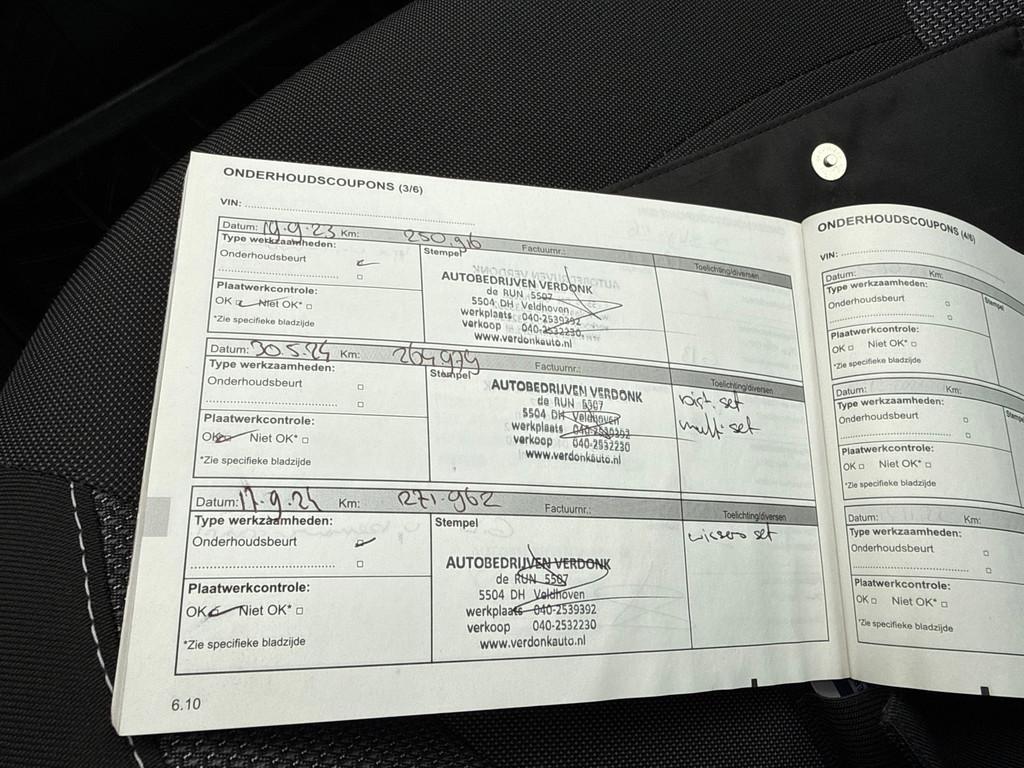 ONDERHOUDSCOUPONS (3/6)
VIN:
Datum: 19.9.23 Km: 250.916 Factuurnr.:
Type werkzaamheden:
Stempel
Toelichting/diversen
Onderhoudsbeurt
Plaatwerkcontrole:
OK Niet OK*
*Zie specifieke bladzijde
AUTOBEDRIJVEN VERDONK
de RUN 5507
5504 DH Veldhoven
werkplaats 040-2539392
verkoop 040-2532230
www.verdonkauto.nl
Datum: 30.5.24 Km: 264974 Factuurnr.:
Type werkzaamheden:
Stempel
Toelichting/diversen
Onderhoudsbeurt
Plaatwerkcontrole:
OK Niet OK*
*Zie specifieke bladzijde
AUTOBEDRIJVEN VERDONK
de RUN 5507
5504 DH Veldhoven
werkplaats 040-2539392
verkoop 040-2532230
www.verdonkauto.nl
dist. set
multi set
Datum: 17.9.24 Km: 271.962 Factuurnr.:
Type werkzaamheden:
Stempel
Toelichting/diversen
Onderhoudsbeurt
Plaatwerkcontrole:
OK Niet OK*
*Zie specifieke bladzijde
AUTOBEDRIJVEN VERDONK
de RUN 5507
5504 DH Veldhoven
werkplaats 040-2539392
verkoop 040-2532230
www.verdonkauto.nl
set
6.10
ONDERHOUDSCOUPONS (4/6)
VIN:
Datum: Km:
Type werkzaamheden:
Stempel
Onderhoudsbeurt
Plaatwerkcontrole:
OK Niet OK*
*Zie specifieke bladzijde
Datum: Km:
Type werkzaamheden:
Onderhoudsbeurt
Plaatwerkcontrole:
OK Niet OK*
*Zie specifieke bladzijde
Datum: Km:
Type werkzaamheden:
Onderhoudsbeurt
Plaatwerkcontrole:
OK Niet OK*
*Zie specifieke bladzijde